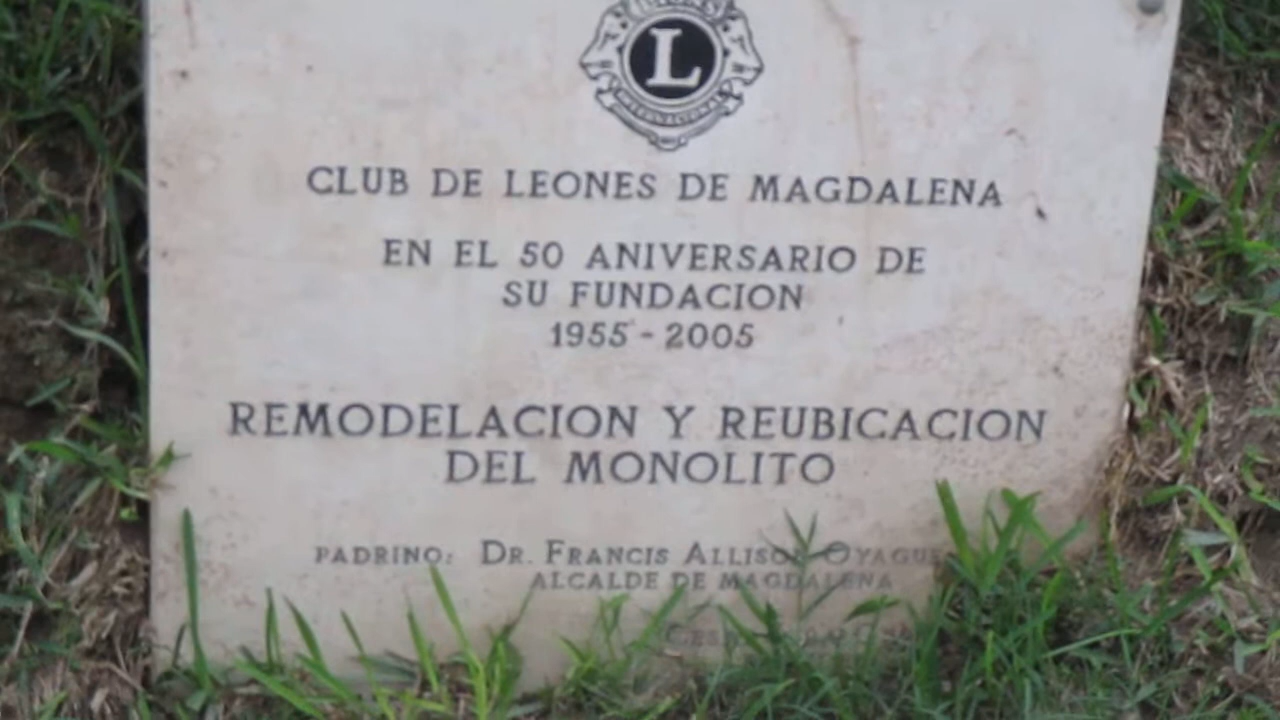 L
CLUB DE LEONES DE MAGDALENA
EN EL 50 ANIVERSARIO DE
SU FUNDACION
1955 - 2005
REMODELACION Y REUBICACION
DEL MONOLITO
PADRINO: DR. FRANCIS ALLISON
ALCALDE DE MAGDALENA